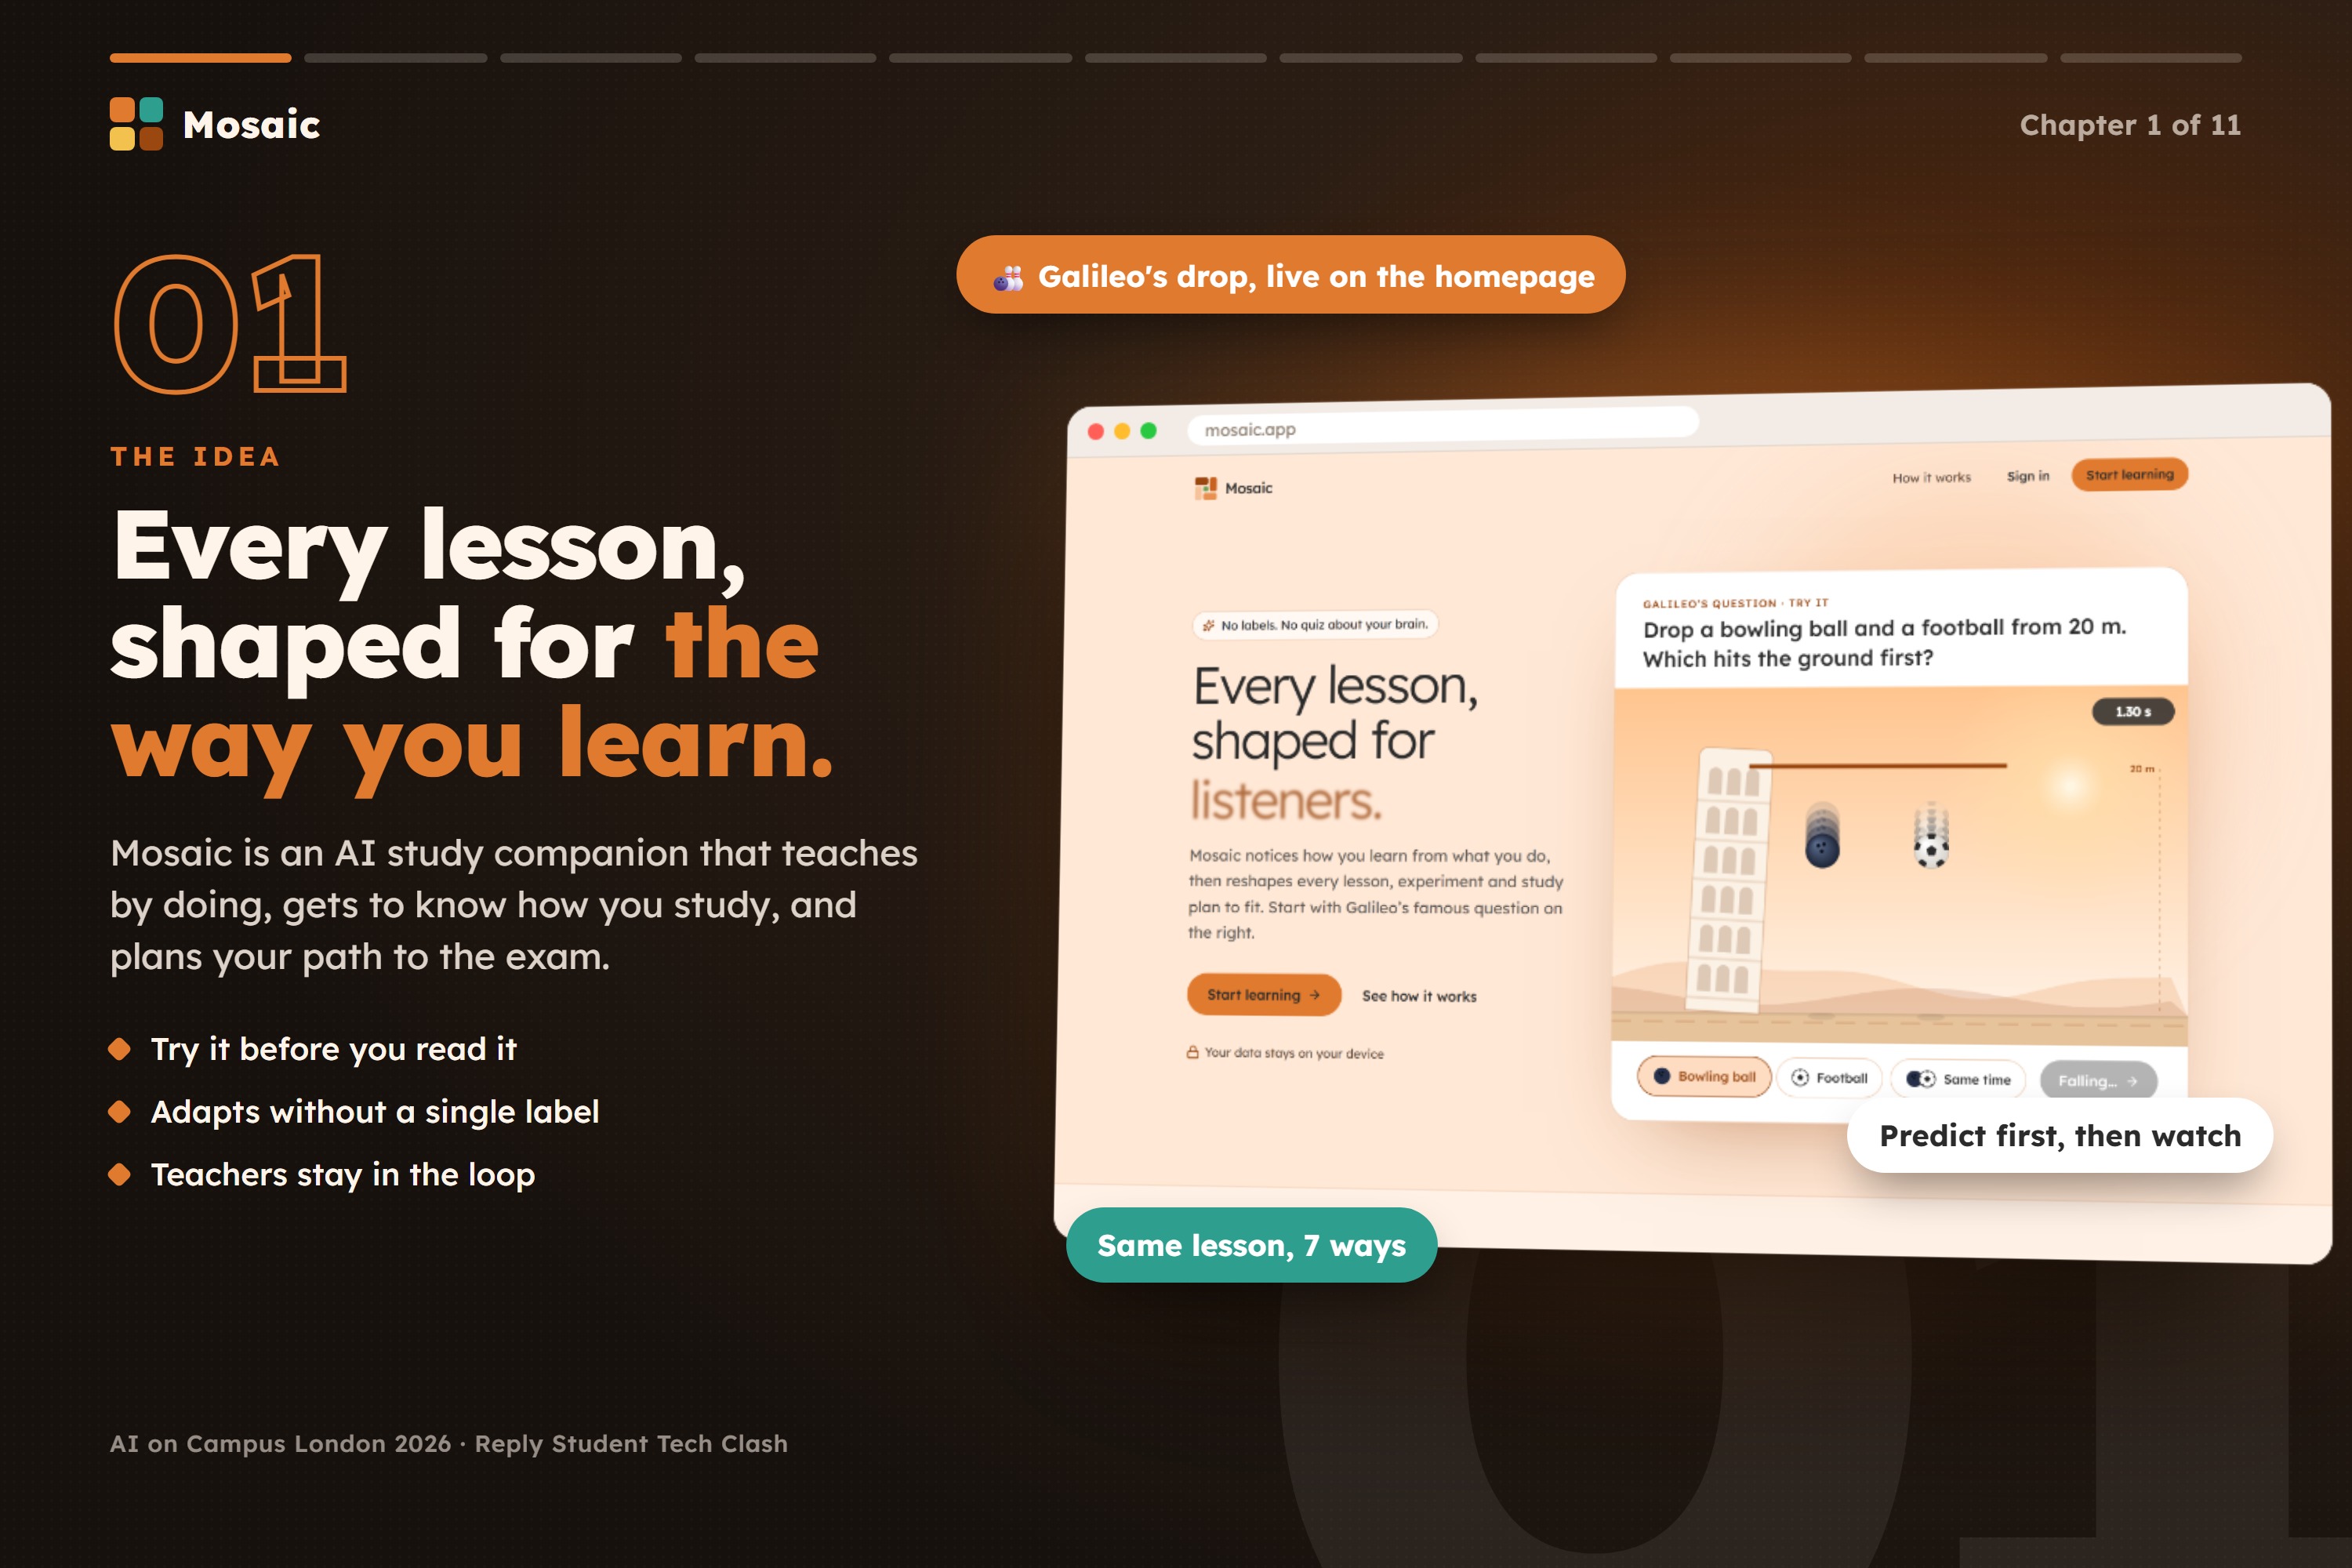 Mosaic
Chapter 1 of 11
01
THE IDEA
Every lesson,
shaped for the
way you learn.
Mosaic is an AI study companion that teaches
by doing, gets to know how you study, and
plans your path to the exam.
Try it before you read it
Adapts without a single label
Teachers stay in the loop
AI on Campus London 2026 · Reply Student Tech Clash
Galileo's drop, live on the homepage
mosaic.app
Mosaic
How it works
Sign in
Start learning
No labels. No quiz about your brain.
Every lesson,
shaped for
listeners.
Mosaic notices how you learn from what you do,
then reshapes every lesson, experiment and study
plan to fit. Start with Galileo's famous question on
the right.
Start learning →
See how it works
Your data stays on your device
GALILEO'S QUESTION · TRY IT
Drop a bowling ball and a football from 20 m.
Which hits the ground first?
1.30 s
20 m
Bowling ball
Football
Same time
Falling... →
Predict first, then watch
Same lesson, 7 ways
01